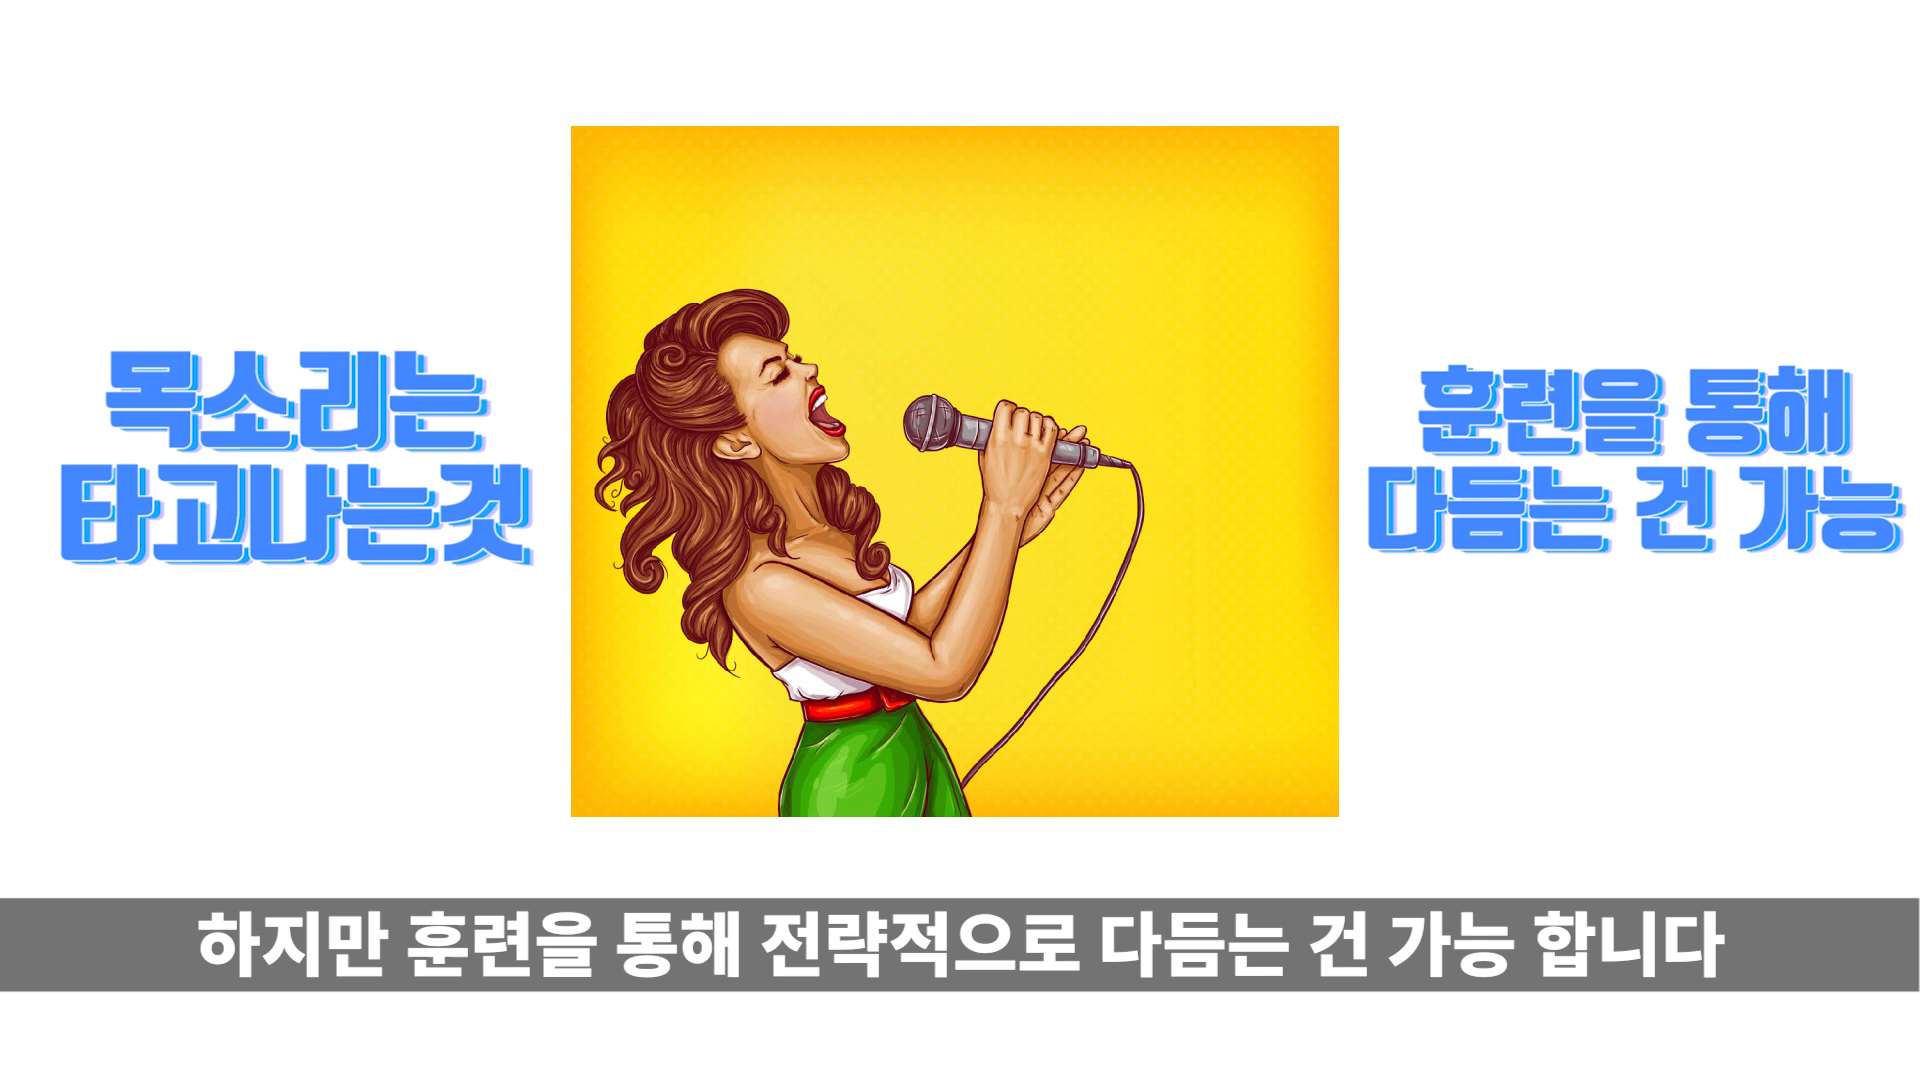 목소리는
타고나는것
훈련을 통해
다듬는 건 가능
하지만 훈련을 통해 전략적으로 다듬는 건 가능 합니다